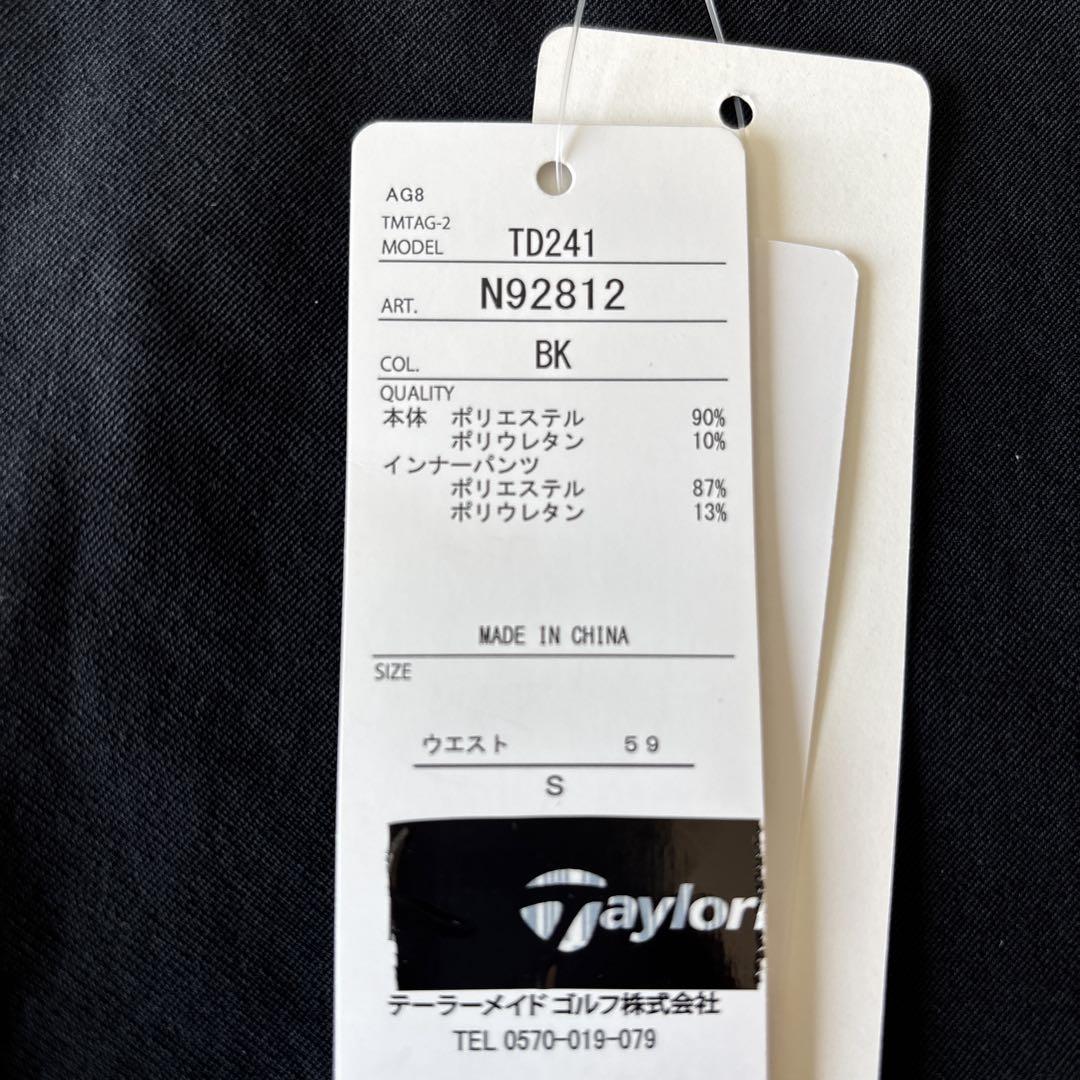 AG8
TMTAG-2
MODEL TD241
ART. N92812
COL. BK
QUALITY
本体 ポリエステル 90%
ポリウレタン 10%
インナーパンツ
ポリエステル 87%
ポリウレタン 13%
MADE IN CHINA
SIZE
ウエスト 59
S
Taylor
テーラーメイド ゴルフ株式会社
TEL 0570-019-079